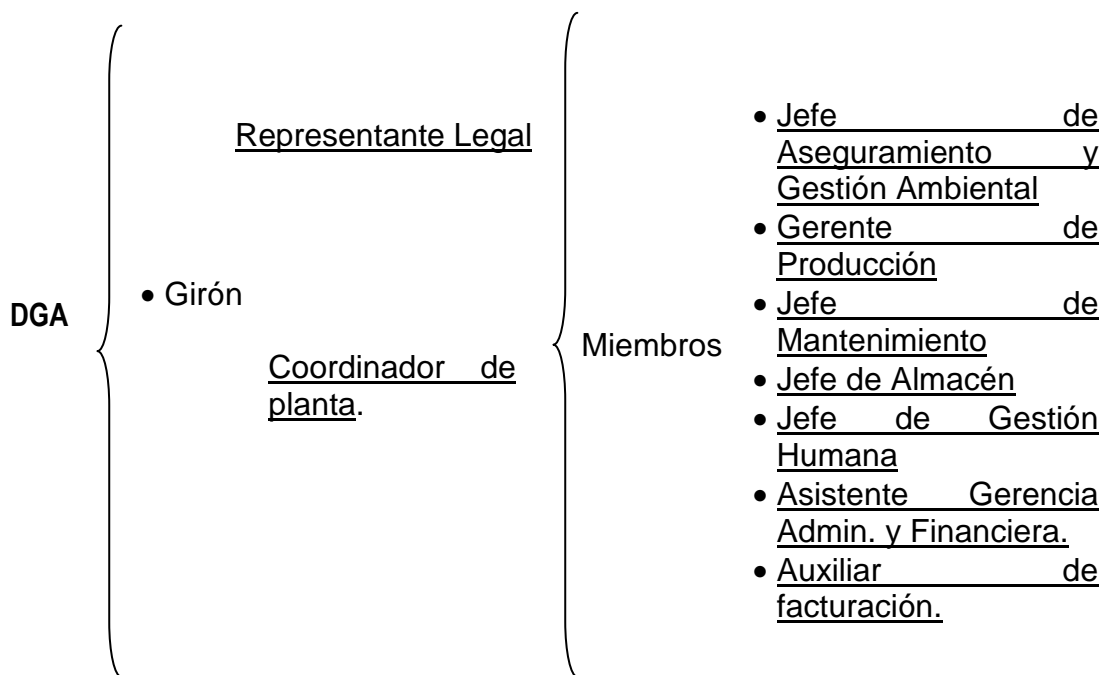 DGA
• Girón
Representante Legal
Coordinador de
planta.
Miembros
• Jefe de
Aseguramiento y
Gestión Ambiental
• Gerente de
Producción
• Jefe de
Mantenimiento
• Jefe de Almacén
• Jefe de Gestión
Humana
• Asistente Gerencia
Admin. y Financiera.
• Auxiliar de
facturación.